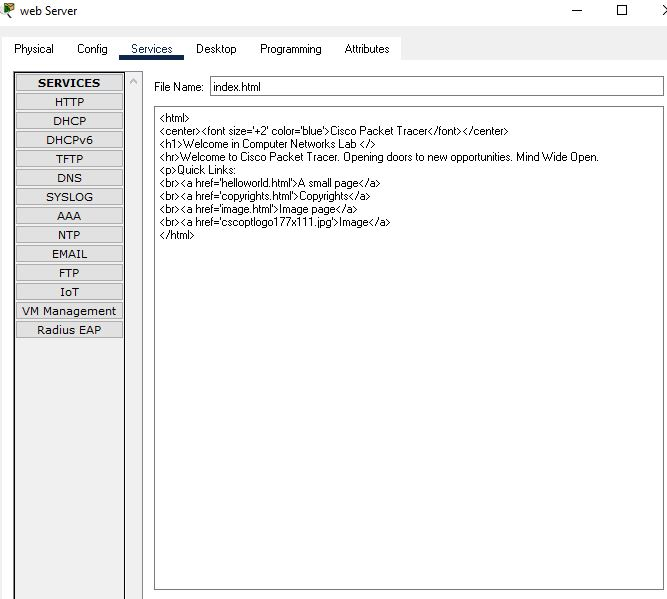 web Server
Physical Config Services Desktop Programming Attributes
SERVICES
HTTP
DHCP
DHCPv6
TFTP
DNS
SYSLOG
AAA
NTP
EMAIL
FTP
IoT
VM Management
Radius EAP
File Name: index.html
<html>
<center><font size='+2' color='blue'>Cisco Packet Tracer</font></center>
<h1>Welcome in Computer Networks Lab </>
<hr>Welcome to Cisco Packet Tracer. Opening doors to new opportunities. Mind Wide Open.
<p>Quick Links:
<br><a href='helloworld.html'>A small page</a>
<br><a href='copyrights.html'>Copyrights</a>
<br><a href='image.html'>Image page</a>
<br><a href='cscoptlogo177x111.jpg'>Image</a>
</html>